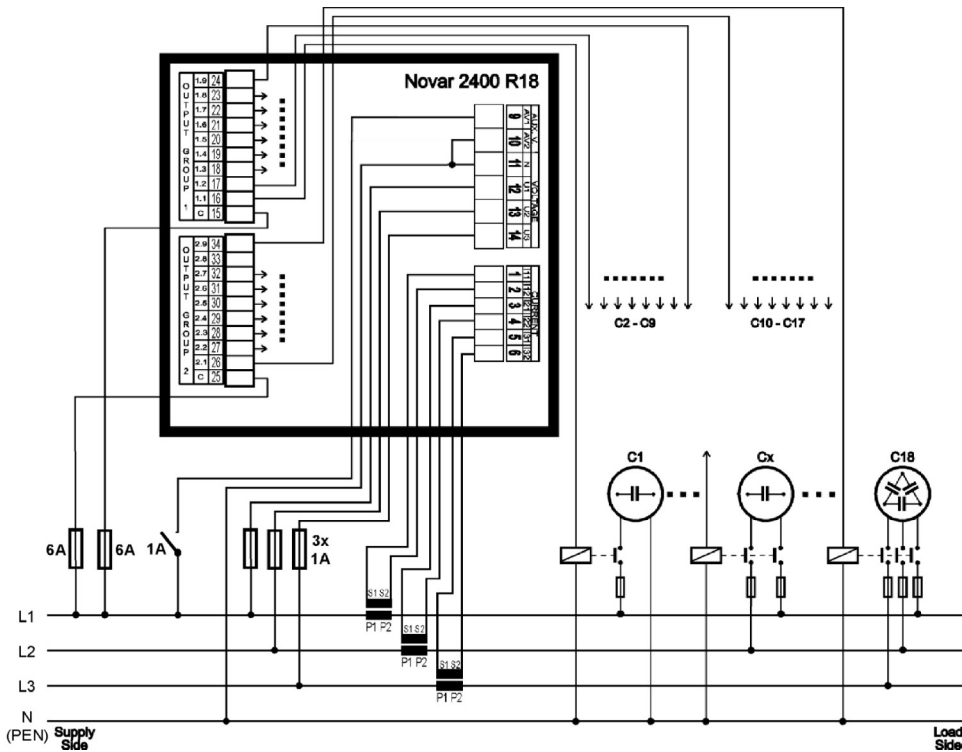 Novar 2400 R18
OUTPUT GROUP 1
1.9 24
1.8 23
1.7 22
1.6 21
1.5 20
1.4 19
1.3 18
1.2 17
1.1 16
C 15
OUTPUT GROUP 2
2.9 34
2.8 33
2.7 32
2.6 31
2.5 30
2.4 29
2.3 28
2.2 27
2.1 26
C 25
AUX. V.
9 AV1
10 AV2
11 N
VOLTAGE
12 U1
13 U2
14 U3
CURRENT
1 I11
2 I12
3 I21
4 I22
5 I31
6 I32
C2 - C9
C10 - C17
C1
Cx
C18
6A
6A
1A
3x
1A
S1 S2
P1 P2
S1 S2
P1 P2
S1 S2
P1 P2
L1
L2
L3
N
(PEN)
Supply
Side
Load
Side